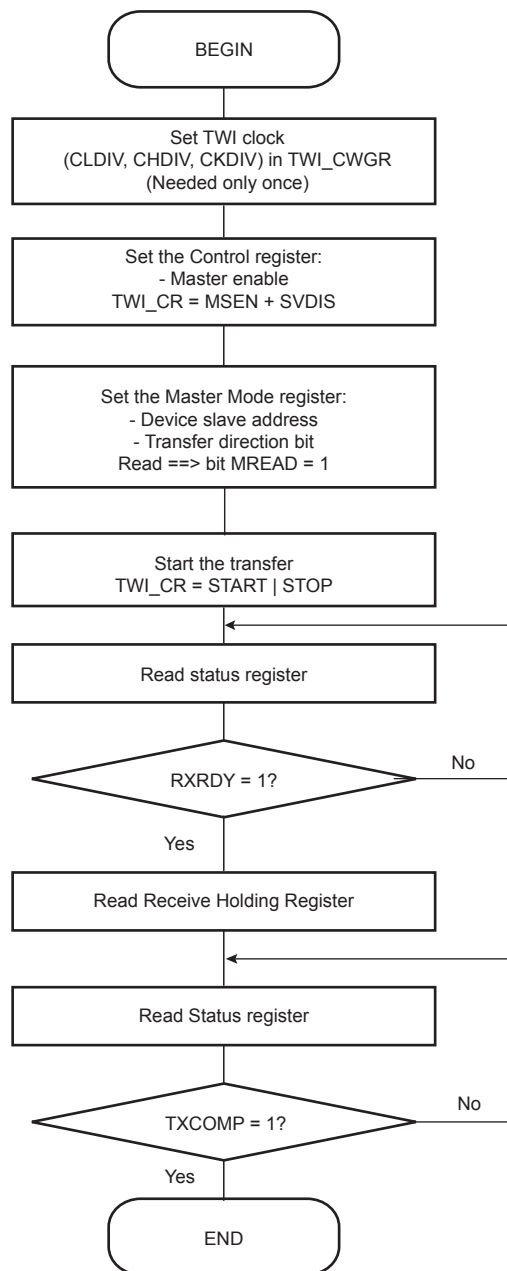 BEGIN
Set TWI clock
(CLDIV, CHDIV, CKDIV) in TWI_CWGR
(Needed only once)
Set the Control register:
- Master enable
TWI_CR = MSEN + SVDIS
Set the Master Mode register:
- Device slave address
- Transfer direction bit
Read ==> bit MREAD = 1
Start the transfer
TWI_CR = START | STOP
Read status register
RXRDY = 1?
No
Yes
Read Receive Holding Register
Read Status register
TXCOMP = 1?
No
Yes
END